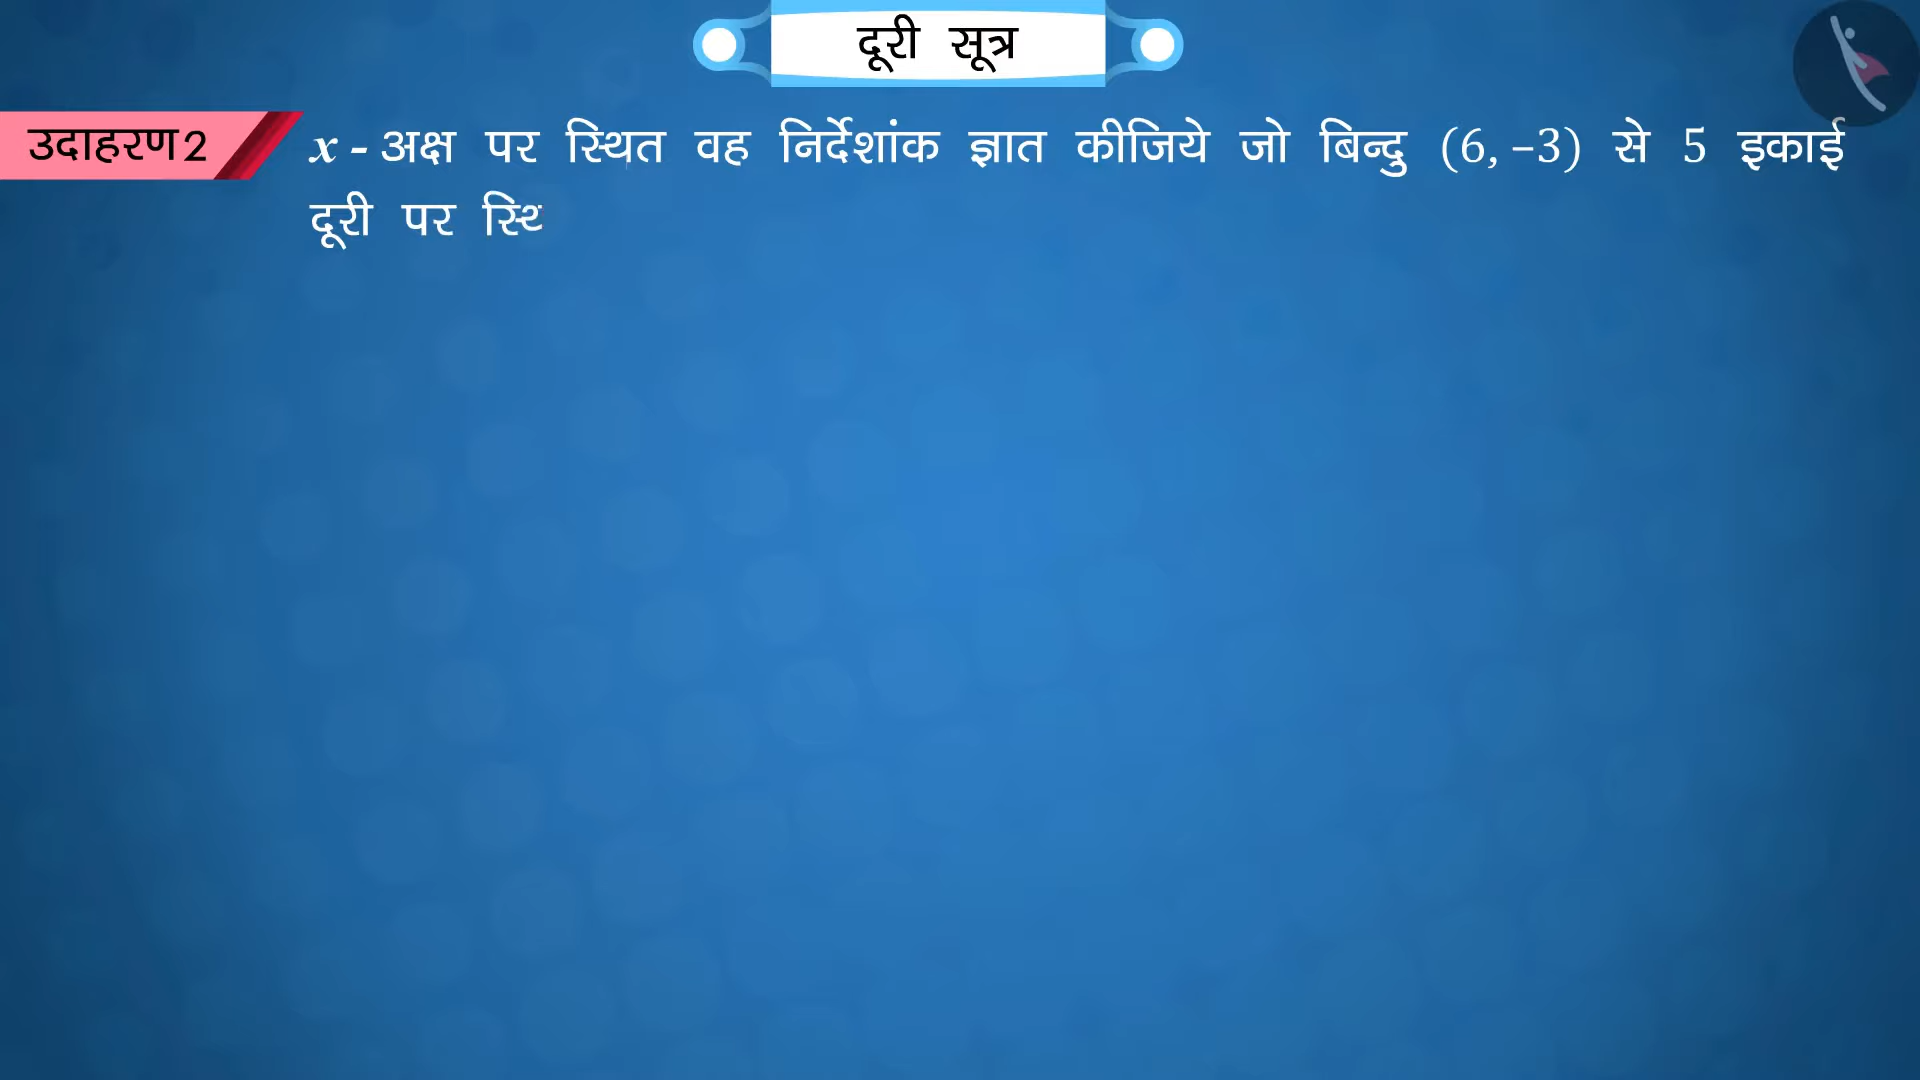 दूरी सूत्र
उदाहरण 2
x - अक्ष पर स्थित वह निर्देशांक ज्ञात कीजिये जो बिन्दु (6, –3) से 5 इकाई
दूरी पर स्थि